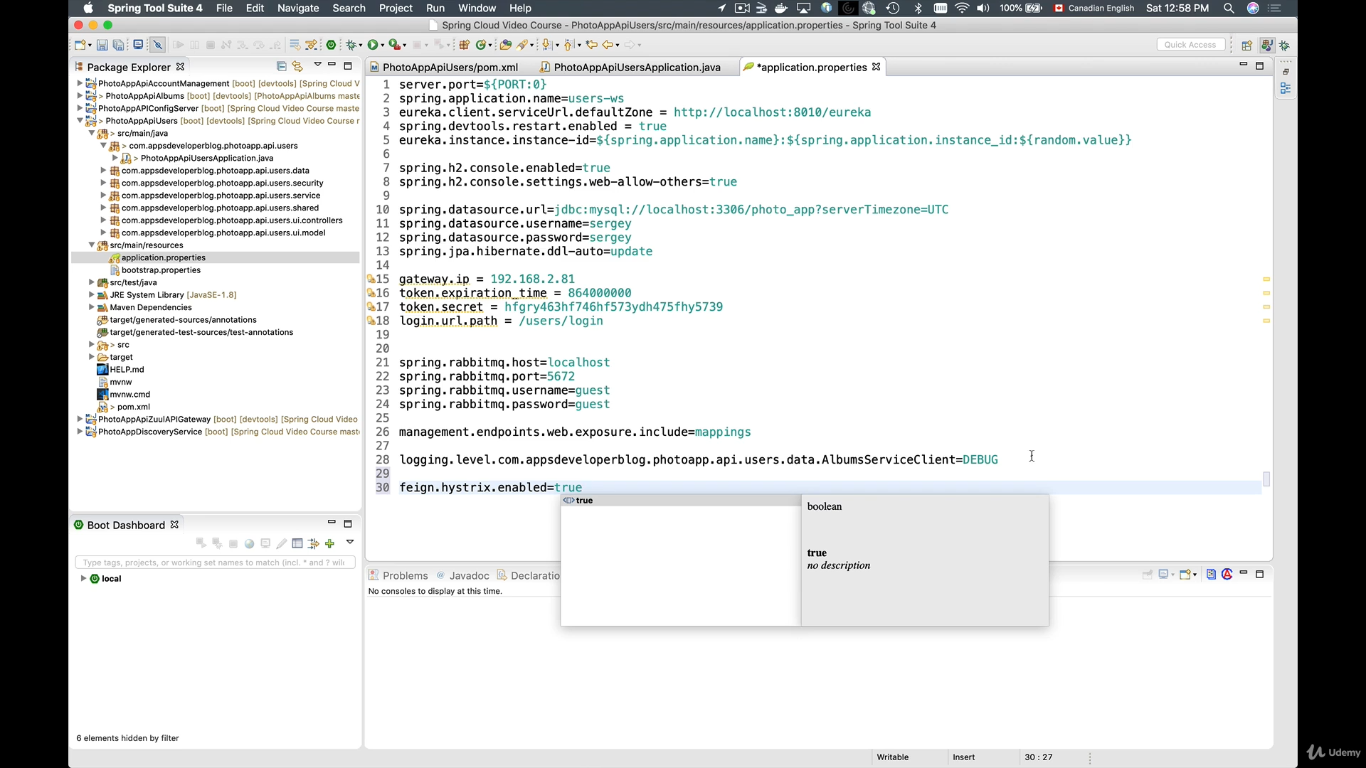 Spring Tool Suite 4 File Edit Navigate Search Project Run Window Help 100% Canadian English Sat 12:58 PM
Spring Cloud Video Course - PhotoAppApiUsers/src/main/resources/application.properties - Spring Tool Suite 4
Quick Access
Package Explorer
PhotoAppApiAccountManagement [boot] [devtools] [Spring Cloud V
> PhotoAppApiAlbums [boot] [devtools] [PhotoAppApiAlbums mast
PhotoAppAPIConfigServer [boot] [Spring Cloud Video Course maste
> PhotoAppApiUsers [boot] [devtools] [Spring Cloud Video Course
> src/main/java
> com.appsdeveloperblog.photoapp.api.users
> PhotoAppApiUsersApplication.java
com.appsdeveloperblog.photoapp.api.users.data
com.appsdeveloperblog.photoapp.api.users.security
com.appsdeveloperblog.photoapp.api.users.service
com.appsdeveloperblog.photoapp.api.users.shared
com.appsdeveloperblog.photoapp.api.users.ui.controllers
com.appsdeveloperblog.photoapp.api.users.ui.model
src/main/resources
application.properties
bootstrap.properties
src/test/java
JRE System Library [JavaSE-1.8]
Maven Dependencies
target/generated-sources/annotations
target/generated-test-sources/test-annotations
> src
target
HELP.md
mvnw
mvnw.cmd
> pom.xml
PhotoAppApiZuulAPIGateway [boot] [devtools] [Spring Cloud Video
PhotoAppDiscoveryService [boot] [Spring Cloud Video Course maste
PhotoAppApiUsers/pom.xml PhotoAppApiUsersApplication.java *application.properties
1 server.port=${PORT:0}
2 spring.application.name=users-ws
3 eureka.client.serviceUrl.defaultZone = http://localhost:8010/eureka
4 spring.devtools.restart.enabled = true
5 eureka.instance.instance-id=${spring.application.name}:${spring.application.instance_id:${random.value}}
6
7 spring.h2.console.enabled=true
8 spring.h2.console.settings.web-allow-others=true
9
10 spring.datasource.url=jdbc:mysql://localhost:3306/photo_app?serverTimezone=UTC
11 spring.datasource.username=sergey
12 spring.datasource.password=sergey
13 spring.jpa.hibernate.ddl-auto=update
14
15 gateway.ip = 192.168.2.81
16 token.expiration_time = 864000000
17 token.secret = hfgry463hf746hf573ydh475fhy5739
18 login.url.path = /users/login
19
20
21 spring.rabbitmq.host=localhost
22 spring.rabbitmq.port=5672
23 spring.rabbitmq.username=guest
24 spring.rabbitmq.password=guest
25
26 management.endpoints.web.exposure.include=mappings
27
28 logging.level.com.appsdeveloperblog.photoapp.api.users.data.AlbumsServiceClient=DEBUG
29
30 feign.hystrix.enabled=true
true
boolean
true
no description
Boot Dashboard
Type tags, projects, or working set names to match (incl. * and ? wild
local
6 elements hidden by filter
Problems Javadoc Declaratio
No consoles to display at this time.
Writable Insert 30 : 27
Udemy